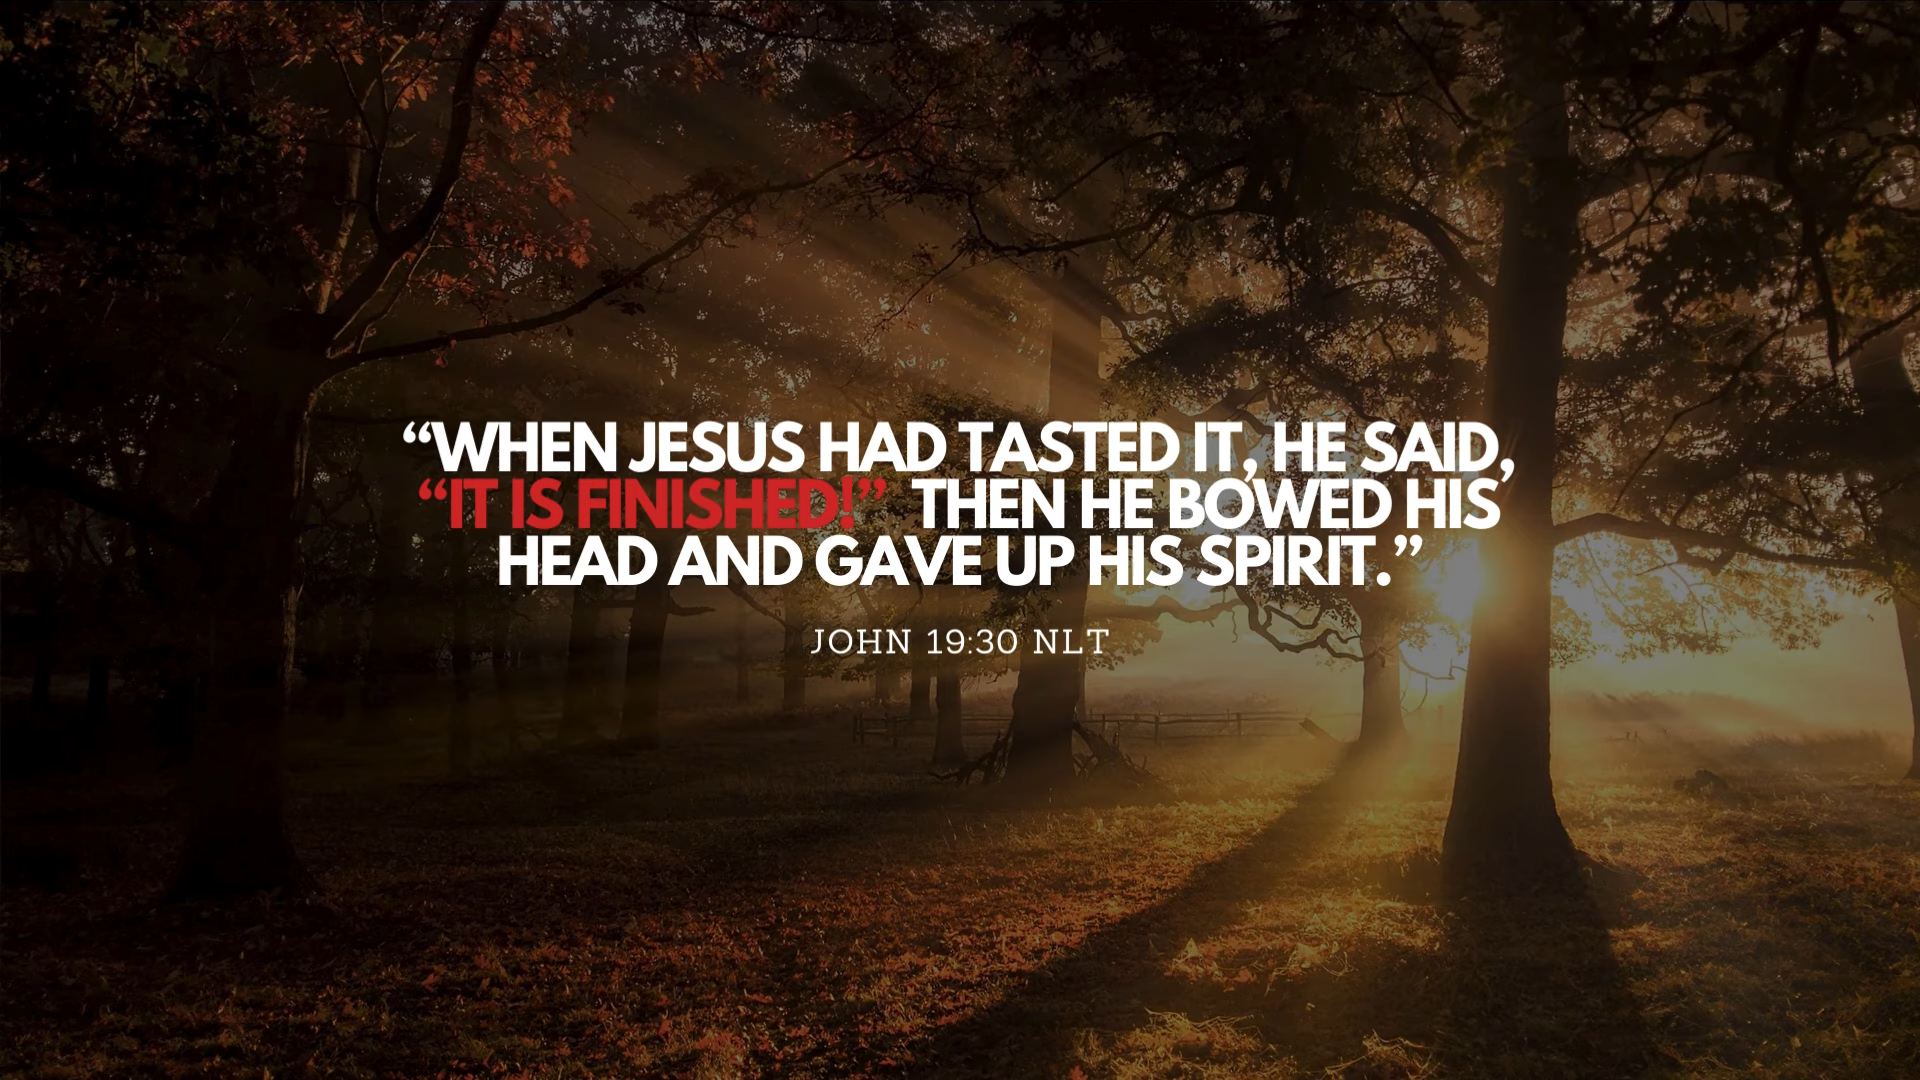 “WHEN JESUS HAD TASTED IT, HE SAID,
“IT IS FINISHED!” THEN HE BOWED HIS
HEAD AND GAVE UP HIS SPIRIT.”
JOHN 19:30 NLT